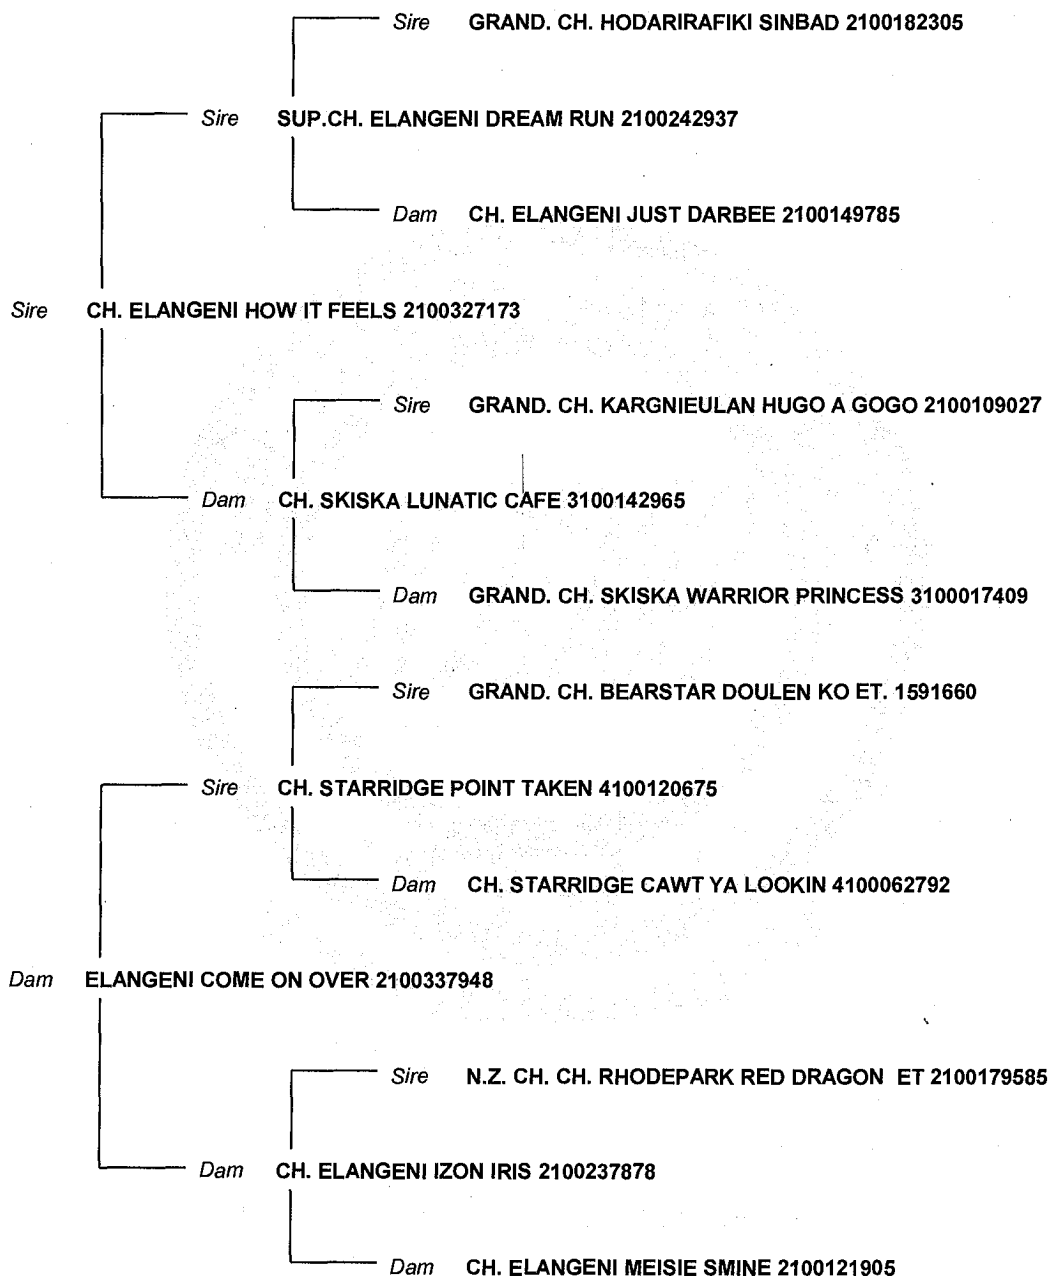 Sire GRAND. CH. HODARIRAFIKI SINBAD 2100182305
Sire SUP.CH. ELANGENI DREAM RUN 2100242937
Dam CH. ELANGENI JUST DARBEE 2100149785
Sire CH. ELANGENI HOW IT FEELS 2100327173
Sire GRAND. CH. KARGNIEULAN HUGO A GOGO 2100109027
Dam CH. SKISKA LUNATIC CAFE 3100142965
Dam GRAND. CH. SKISKA WARRIOR PRINCESS 3100017409
Sire GRAND. CH. BEARSTAR DOULEN KO ET. 1591660
Sire CH. STARRIDGE POINT TAKEN 4100120675
Dam CH. STARRIDGE CAWT YA LOOKIN 4100062792
Dam ELANGENI COME ON OVER 2100337948
Sire N.Z. CH. CH. RHODEPARK RED DRAGON ET 2100179585
Dam CH. ELANGENI IZON IRIS 2100237878
Dam CH. ELANGENI MEISIE SMINE 2100121905